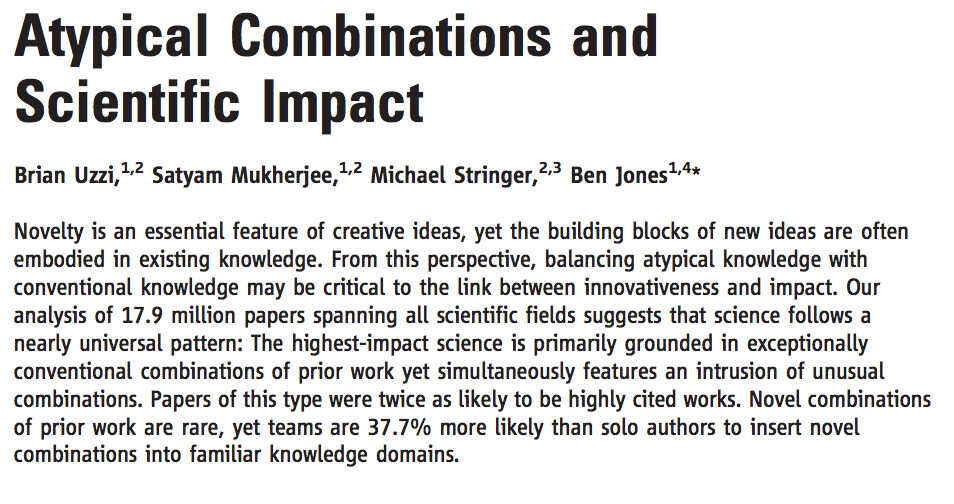 Atypical Combinations and
Scientific Impact
Brian Uzzi,1,2 Satyam Mukherjee,1,2 Michael Stringer,2,3 Ben Jones1,4*
Novelty is an essential feature of creative ideas, yet the building blocks of new ideas are often
embodied in existing knowledge. From this perspective, balancing atypical knowledge with
conventional knowledge may be critical to the link between innovativeness and impact. Our
analysis of 17.9 million papers spanning all scientific fields suggests that science follows a
nearly universal pattern: The highest-impact science is primarily grounded in exceptionally
conventional combinations of prior work yet simultaneously features an intrusion of unusual
combinations. Papers of this type were twice as likely to be highly cited works. Novel combinations
of prior work are rare, yet teams are 37.7% more likely than solo authors to insert novel
combinations into familiar knowledge domains.